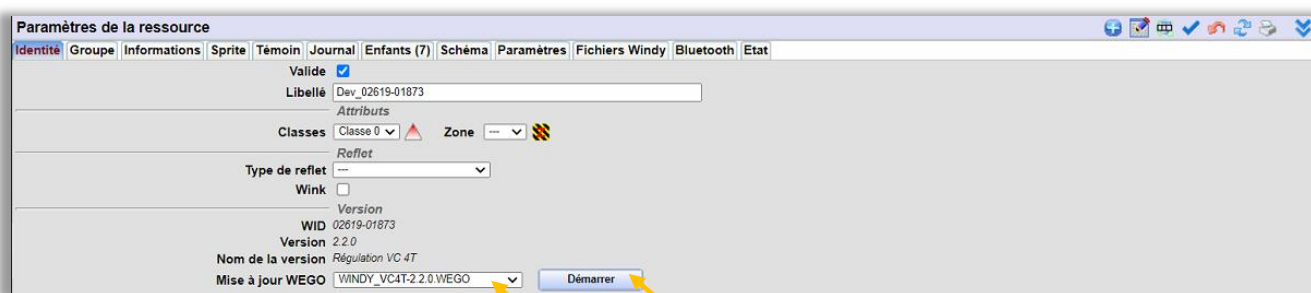 Paramètres de la ressource
Identité Groupe Informations Sprite Témoin Journal Enfants (7) Schéma Paramètres Fichiers Windy Bluetooth Etat
Valide
Libellé Dev_02619-01873
Attributs
Classes Classe 0 Zone ---
Reflet
Type de reflet ---
Wink
Version
WID 02619-01873
Version 2.2.0
Nom de la version Régulation VC 4T
Mise à jour WEGO WINDY_VC4T-2.2.0.WEGO Démarrer